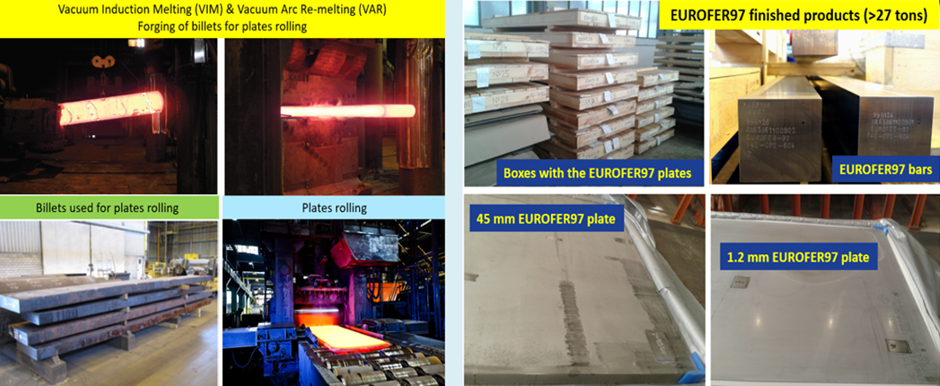 Vacuum Induction Melting (VIM) & Vacuum Arc Re-melting (VAR)
Forging of billets for plates rolling
Billets used for plates rolling
Plates rolling
EUROFER97 finished products (>27 tons)
Boxes with the EUROFER97 plates
EUROFER97 bars
45 mm EUROFER97 plate
1.2 mm EUROFER97 plate